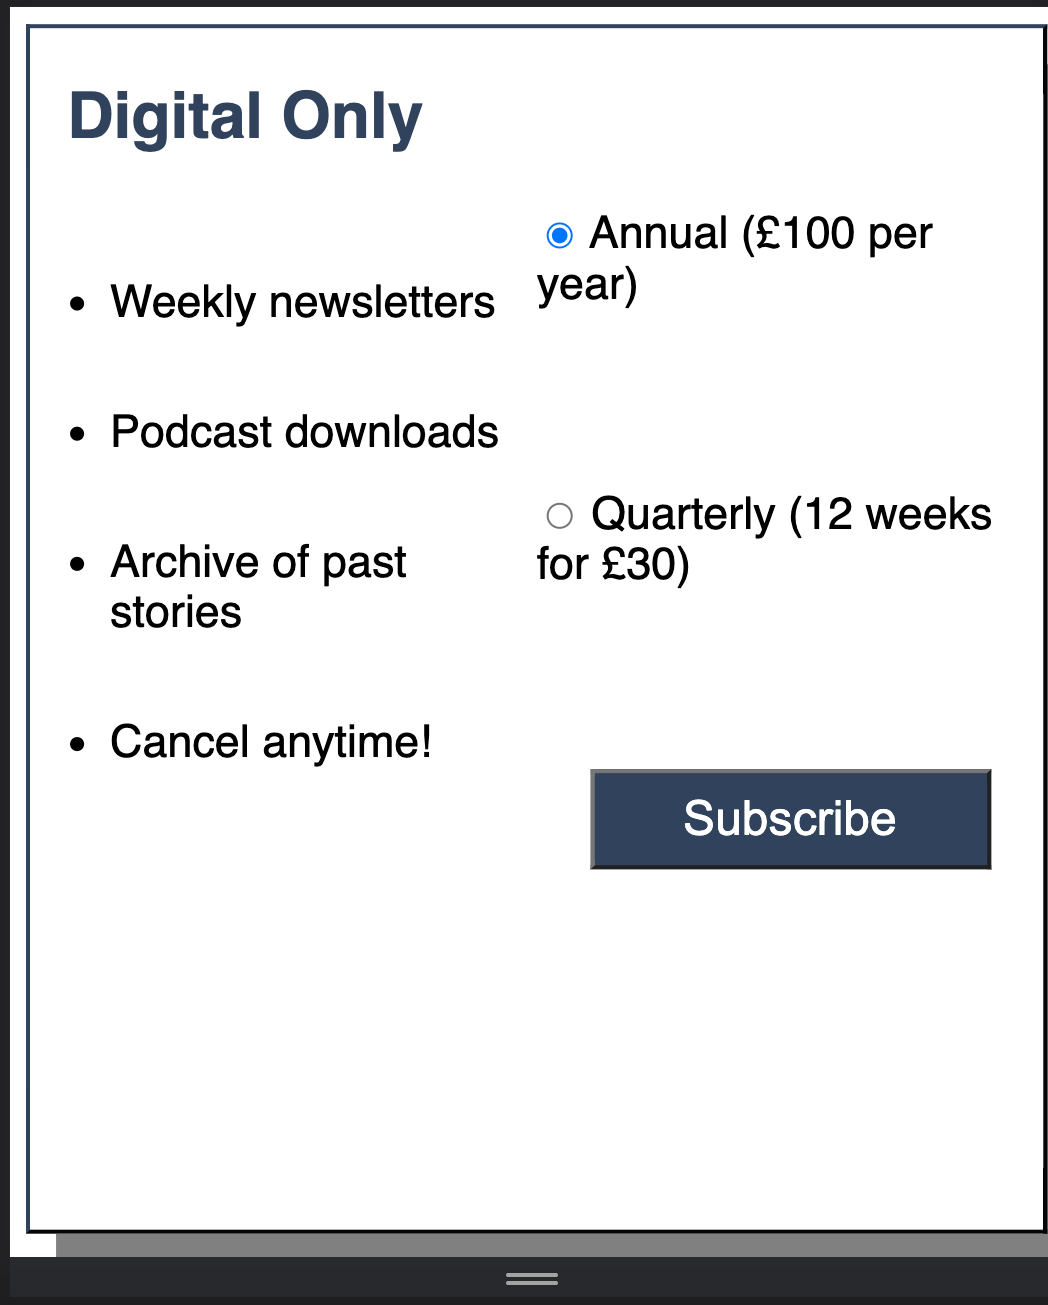 Digital Only
Weekly newsletters
Podcast downloads
Archive of past
stories
Cancel anytime!
Annual (£100 per
year)
Quarterly (12 weeks
for £30)
Subscribe